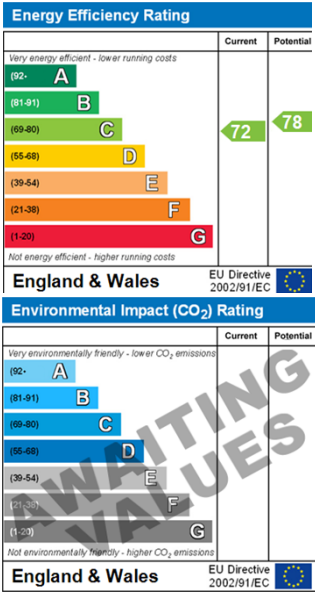 Energy Efficiency Rating
Current Potential
Very energy efficient - lower running costs
(92- A
(81-91) B
(69-80) C
72 78
(55-68) D
(39-54) E
(21-38) F
(1-20) G
Not energy efficient - higher running costs
England & Wales
EU Directive
2002/91/EC
Environmental Impact (CO₂) Rating
Current Potential
Very environmentally friendly - lower CO₂ emissions
(92- A
(81-91) B
(69-80) C
(55-68) D
(39-54) E
(21-38) F
(1-20) G
AWAITING
VALUES
Not environmentally friendly - higher CO₂ emissions
England & Wales
EU Directive
2002/91/EC